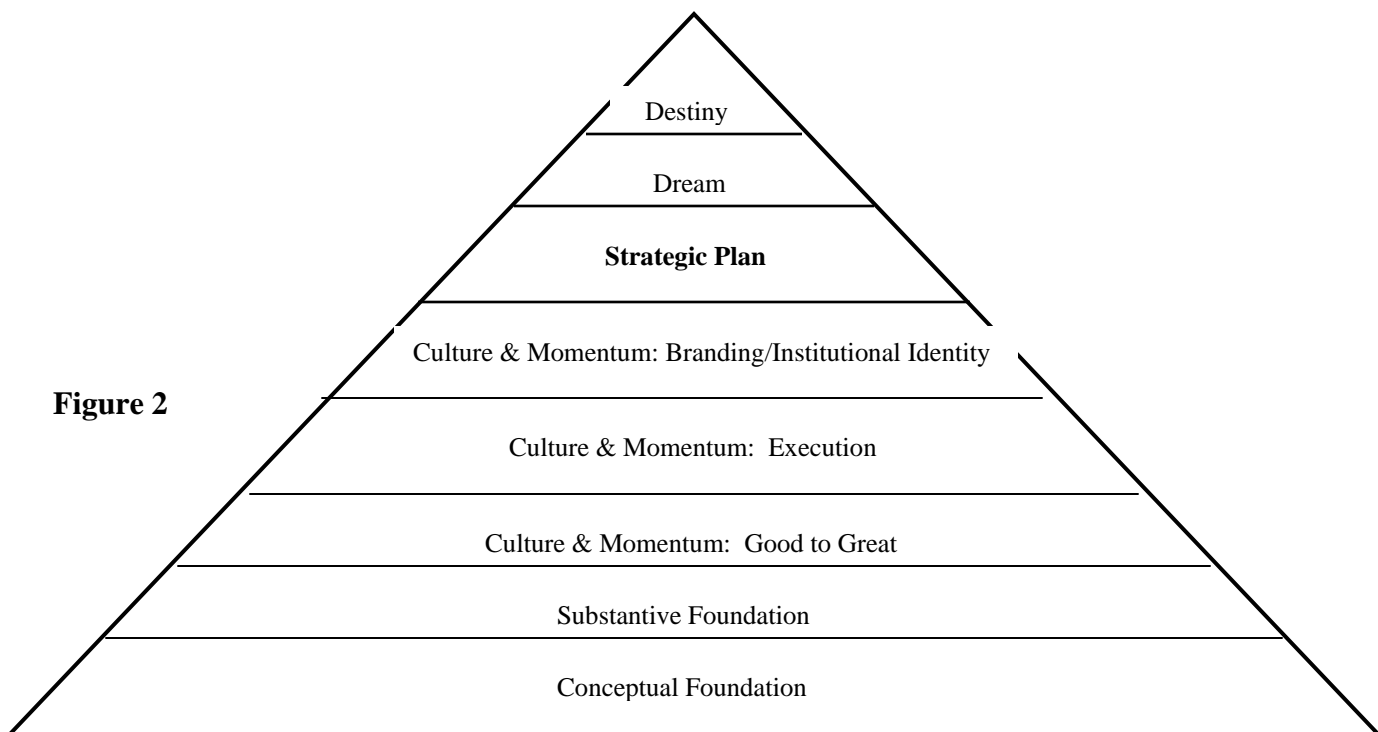 Destiny
Dream
Strategic Plan
Culture & Momentum: Branding/Institutional Identity
Figure 2
Culture & Momentum:  Execution
Culture & Momentum:  Good to Great
Substantive Foundation
Conceptual Foundation